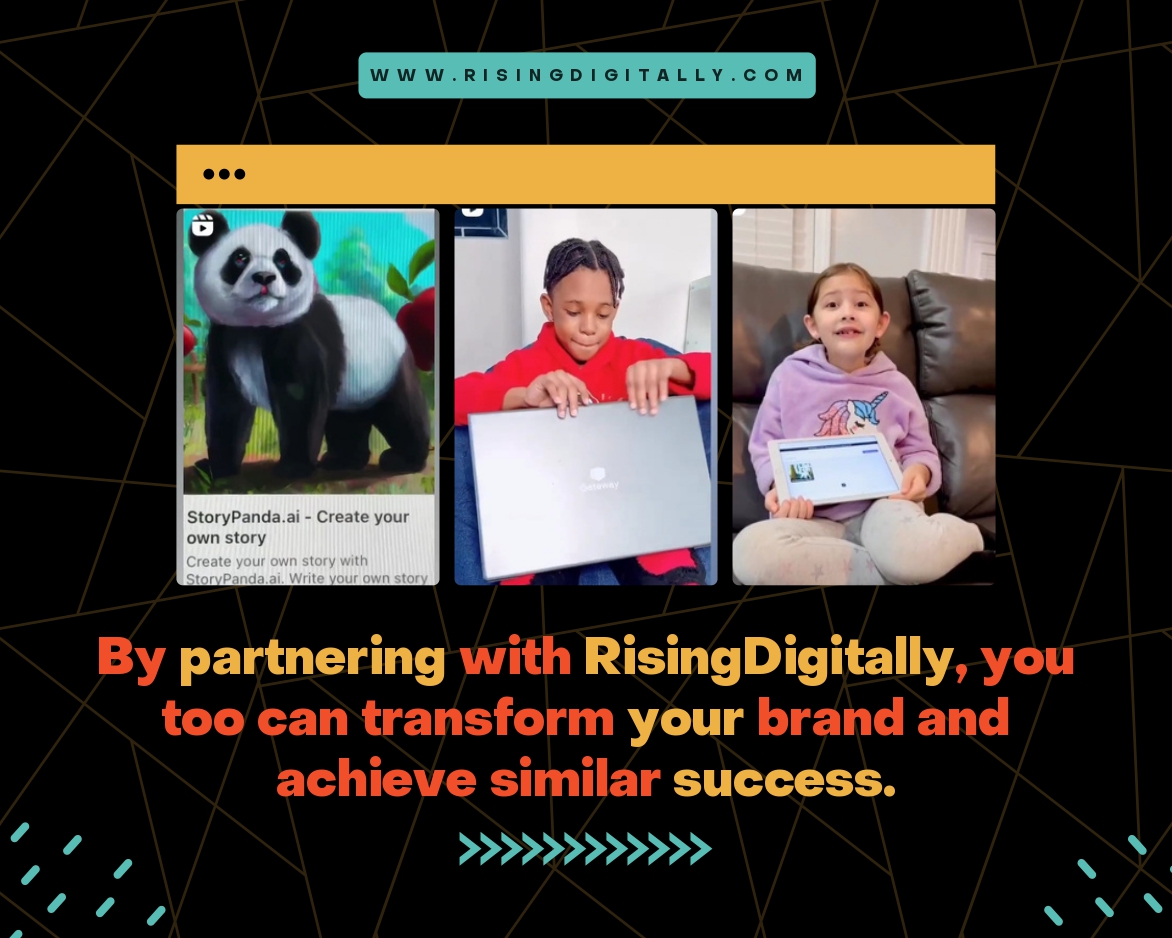 WWW.RISINGDIGITALLY.COM
StoryPanda.ai - Create your
own story
Create your own story with
StoryPanda.ai. Write your own story
Gateway
By partnering with RisingDigitally, you
too can transform your brand and
achieve similar success.